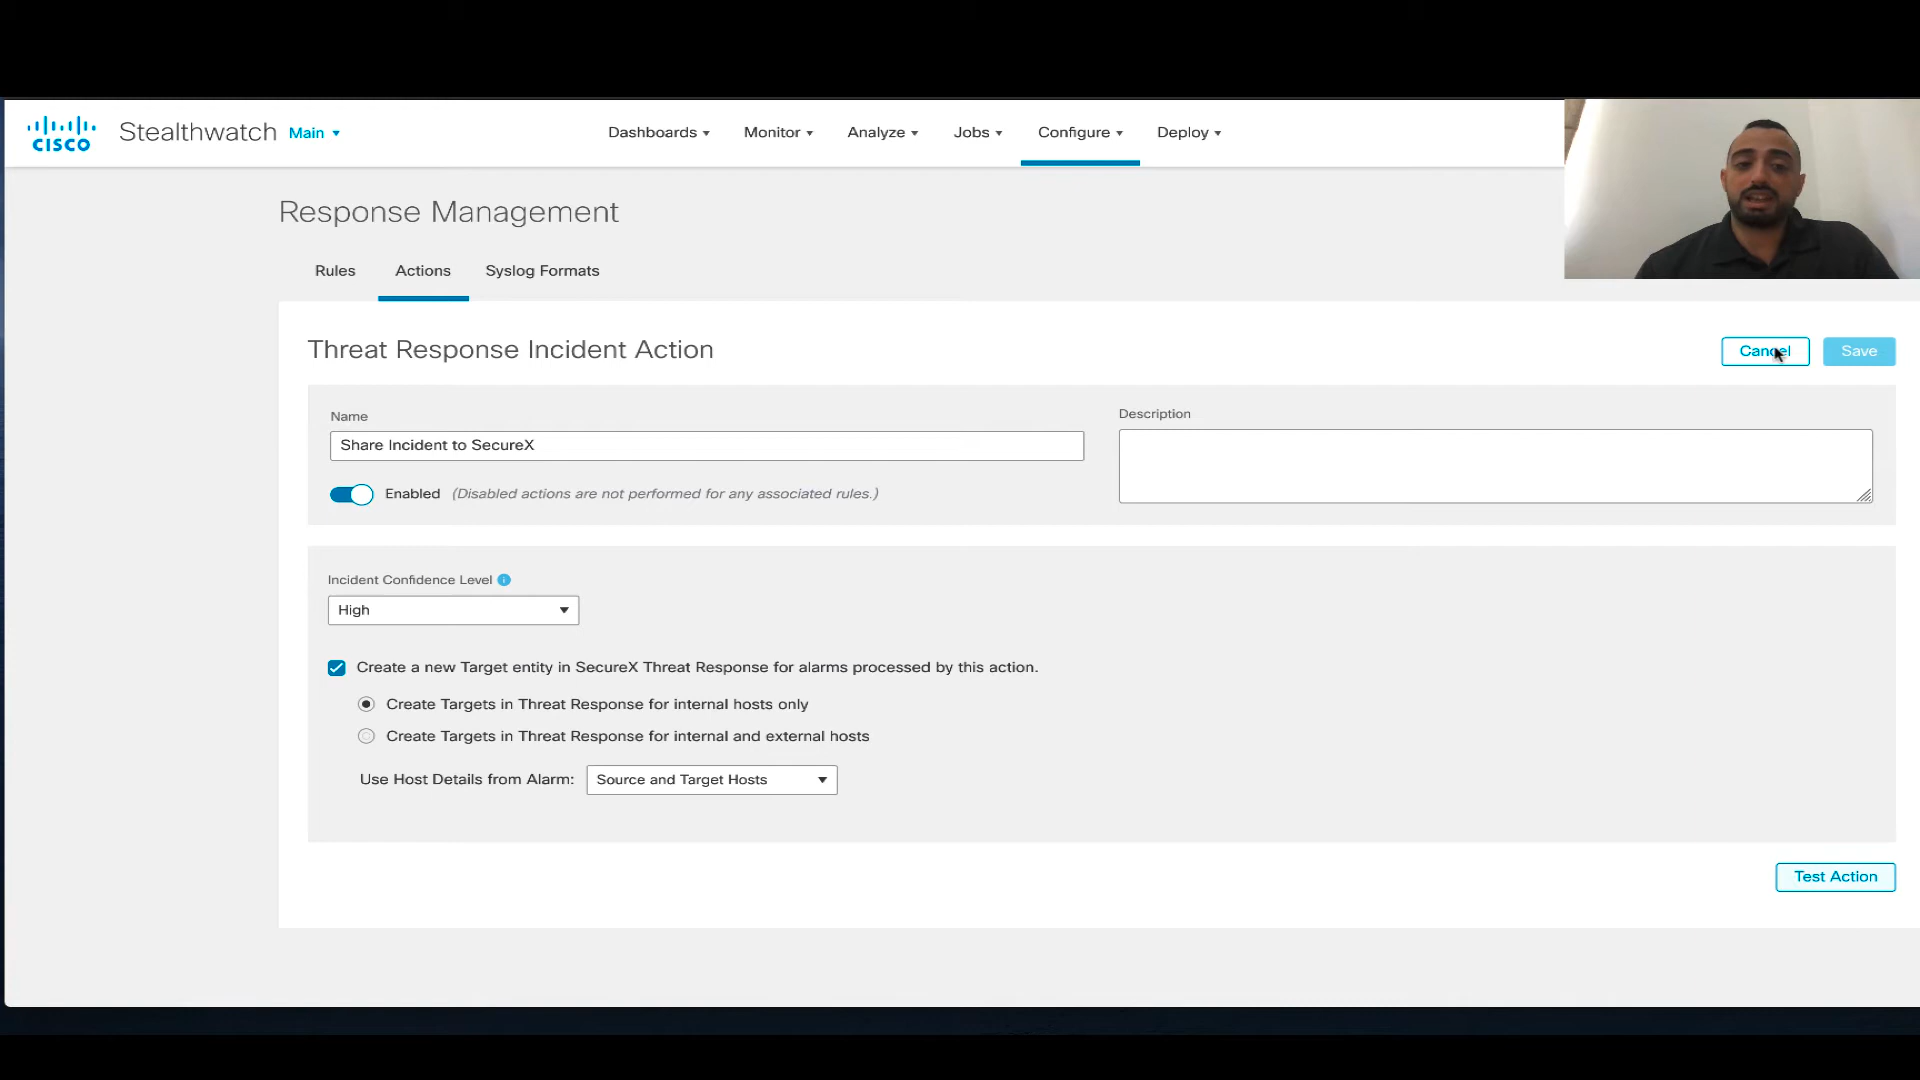 CISCO
Stealthwatch Main
Dashboards Monitor Analyze Jobs Configure Deploy
Response Management
Rules Actions Syslog Formats
Threat Response Incident Action
Cancel Save
Name
Description
Share Incident to SecureX
Enabled (Disabled actions are not performed for any associated rules.)
Incident Confidence Level
High
Create a new Target entity in SecureX Threat Response for alarms processed by this action.
Create Targets in Threat Response for internal hosts only
Create Targets in Threat Response for internal and external hosts
Use Host Details from Alarm: Source and Target Hosts
Test Action